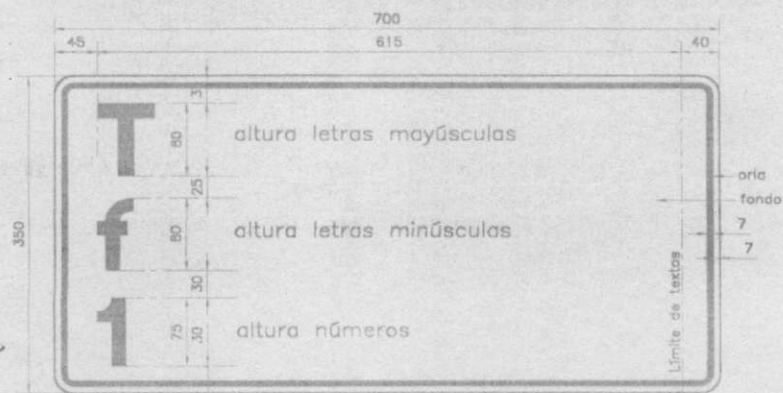 700
45 615 40
3
T 80 altura letras mayúsculas
25
orla
fondo
350
f 80 altura letras minúsculas
7
7
30
1 75 30 altura números
Límite de textos